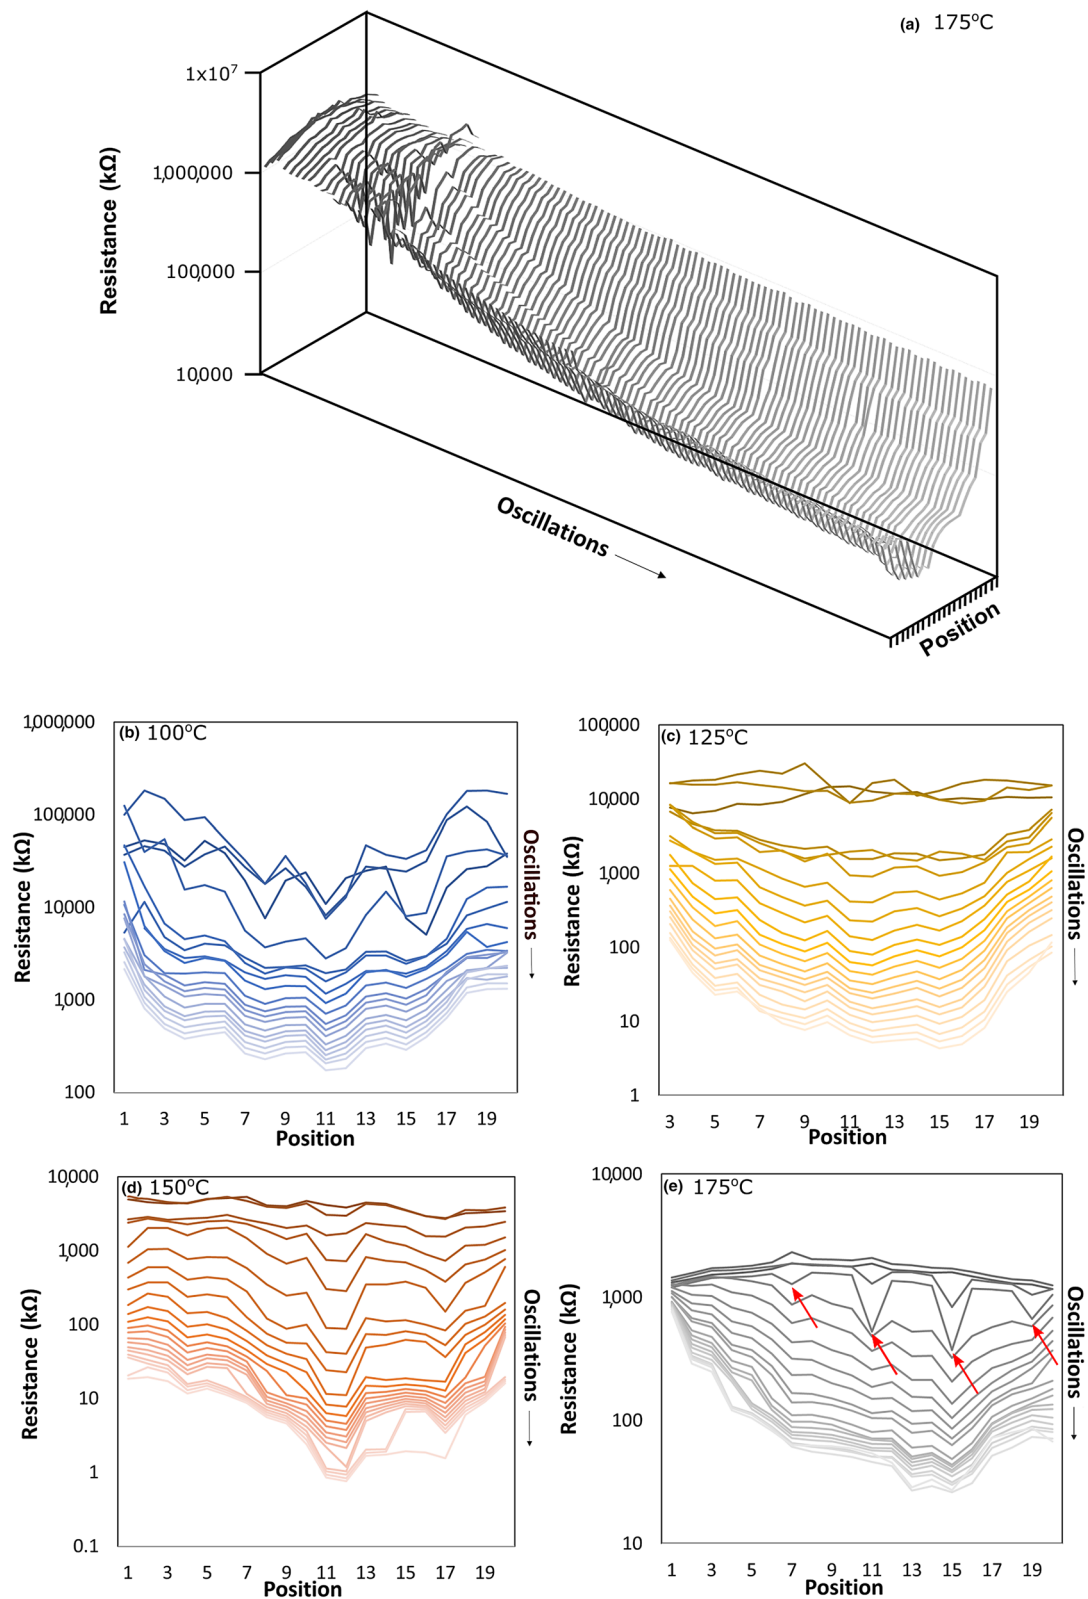 (a) 175°C
1x10⁷
1,000,000
100,000
10,000
Resistance (kΩ)
Oscillations
Position
(b) 100°C
1,000,000
100,000
10,000
1,000
100
Resistance (kΩ)
1 3 5 7 9 11 13 15 17 19
Position
Oscillations
(c) 125°C
100,000
10,000
1,000
100
10
1
Resistance (kΩ)
3 5 7 9 11 13 15 17 19
Position
Oscillations
(d) 150°C
10,000
1,000
100
10
1
0.1
Resistance (kΩ)
1 3 5 7 9 11 13 15 17 19
Position
Oscillations
(e) 175°C
10,000
1,000
100
10
Resistance (kΩ)
1 3 5 7 9 11 13 15 17 19
Position
Oscillations